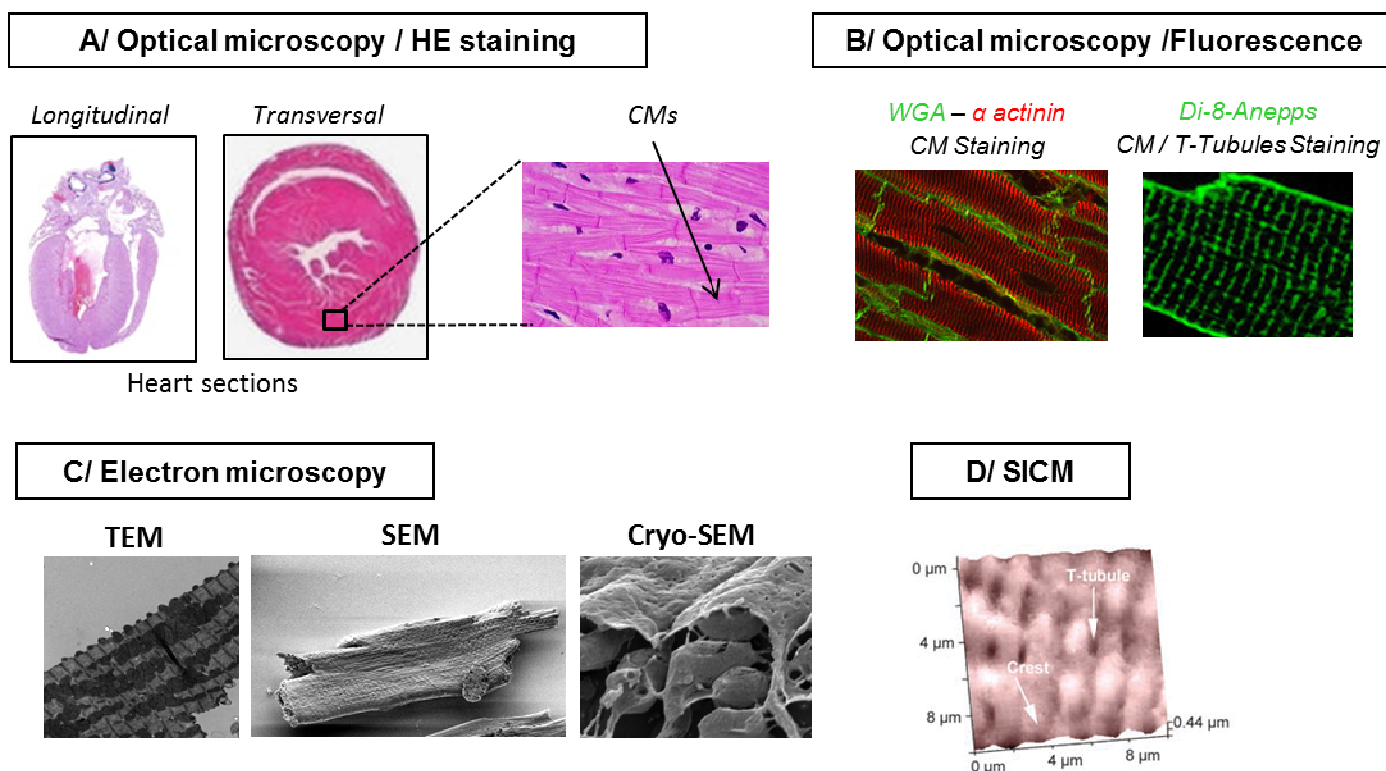 A/ Optical microscopy / HE staining
B/ Optical microscopy /Fluorescence
Longitudinal
Transversal
CMs
WGA – α actinin
CM Staining
Di-8-Anepps
CM / T-Tubules Staining
Heart sections
C/ Electron microscopy
D/ SICM
TEM
SEM
Cryo-SEM
0 µm
T-tubule
4 µm
Crest
8 µm
0.44 µm
0 µm
4 µm
8 µm